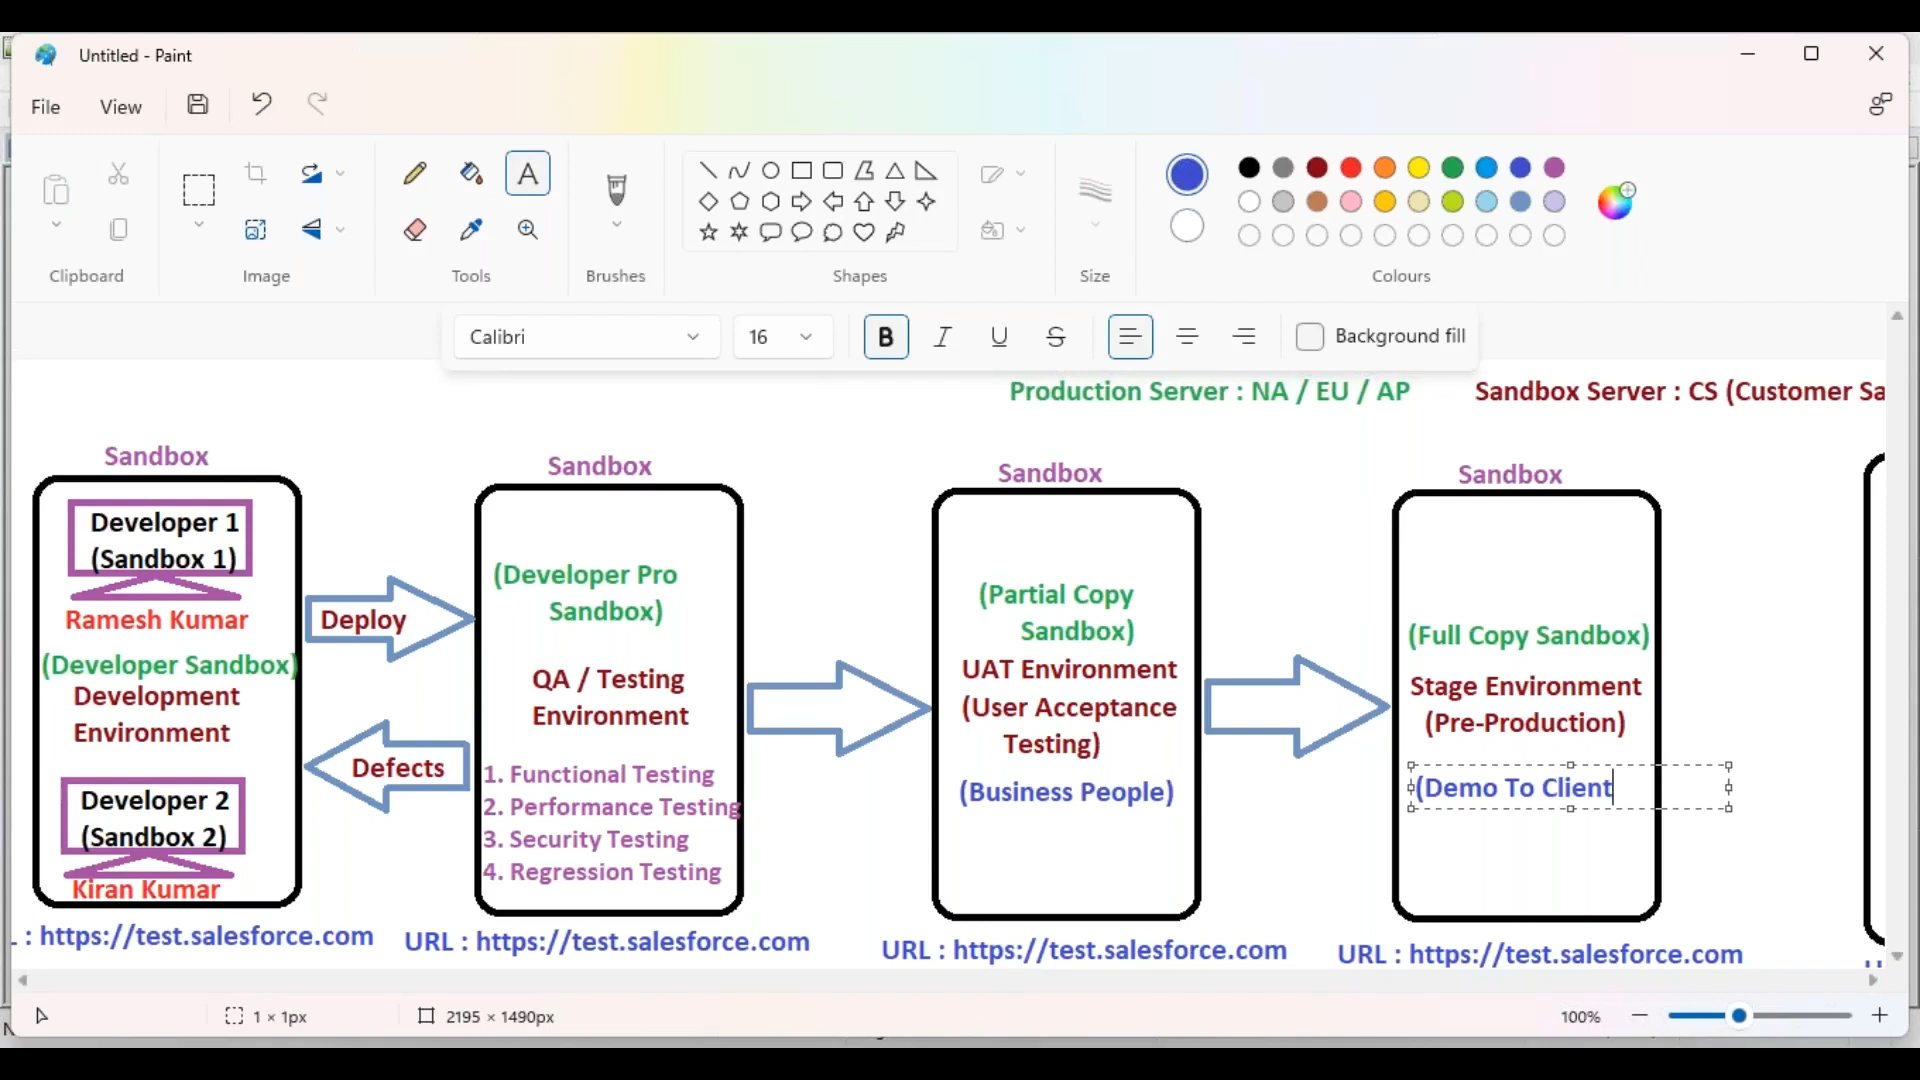 Untitled - Paint
File
View
Clipboard
Image
Tools
Brushes
Shapes
Size
Colours
Calibri
16
B
Background fill
Production Server : NA / EU / AP
Sandbox Server : CS (Customer Sa
Sandbox
Developer 1
(Sandbox 1)
Ramesh Kumar
(Developer Sandbox)
Development
Environment
Developer 2
(Sandbox 2)
Kiran Kumar
: https://test.salesforce.com
Deploy
Defects
Sandbox
(Developer Pro
Sandbox)
QA / Testing
Environment
1. Functional Testing
2. Performance Testing
3. Security Testing
4. Regression Testing
URL : https://test.salesforce.com
Sandbox
(Partial Copy
Sandbox)
UAT Environment
(User Acceptance
Testing)
(Business People)
URL : https://test.salesforce.com
Sandbox
(Full Copy Sandbox)
Stage Environment
(Pre-Production)
(Demo To Client
URL : https://test.salesforce.com
1 × 1px
2195 × 1490px
100%